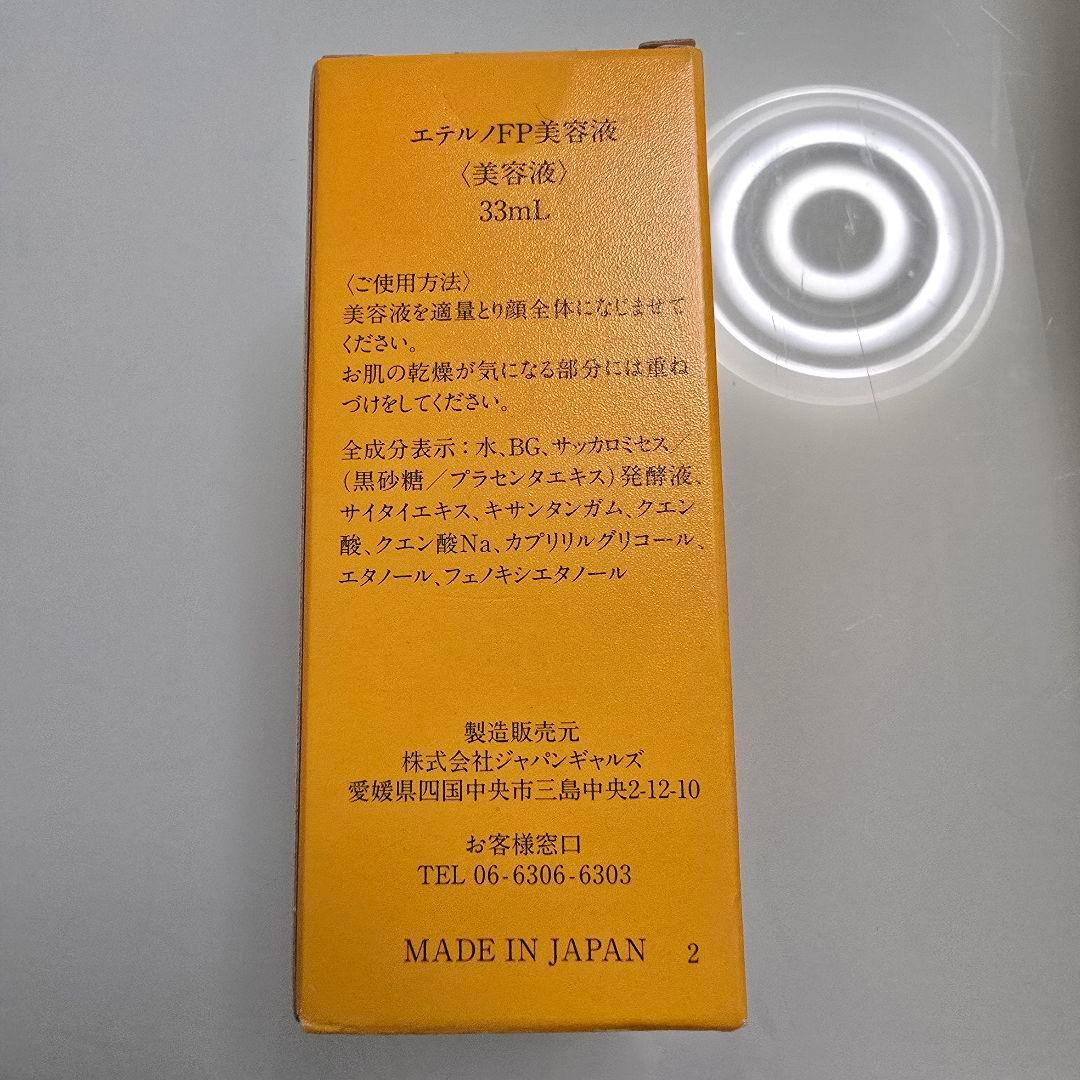 エテルノFP美容液
〈美容液〉
33mL
〈ご使用方法〉
美容液を適量とり顔全体になじませて
ください。
お肌の乾燥が気になる部分には重ね
づけをしてください。
全成分表示：水、BG、サッカロミセス／
（黒砂糖／プラセンタエキス）発酵液、
サイタイエキス、キサンタンガム、クエン
酸、クエン酸Na、カプリリルグリコール、
エタノール、フェノキシエタノール
製造販売元
株式会社ジャパンギャルズ
愛媛県四国中央市三島中央2-12-10
お客様窓口
TEL 06-6306-6303
MADE IN JAPAN 2